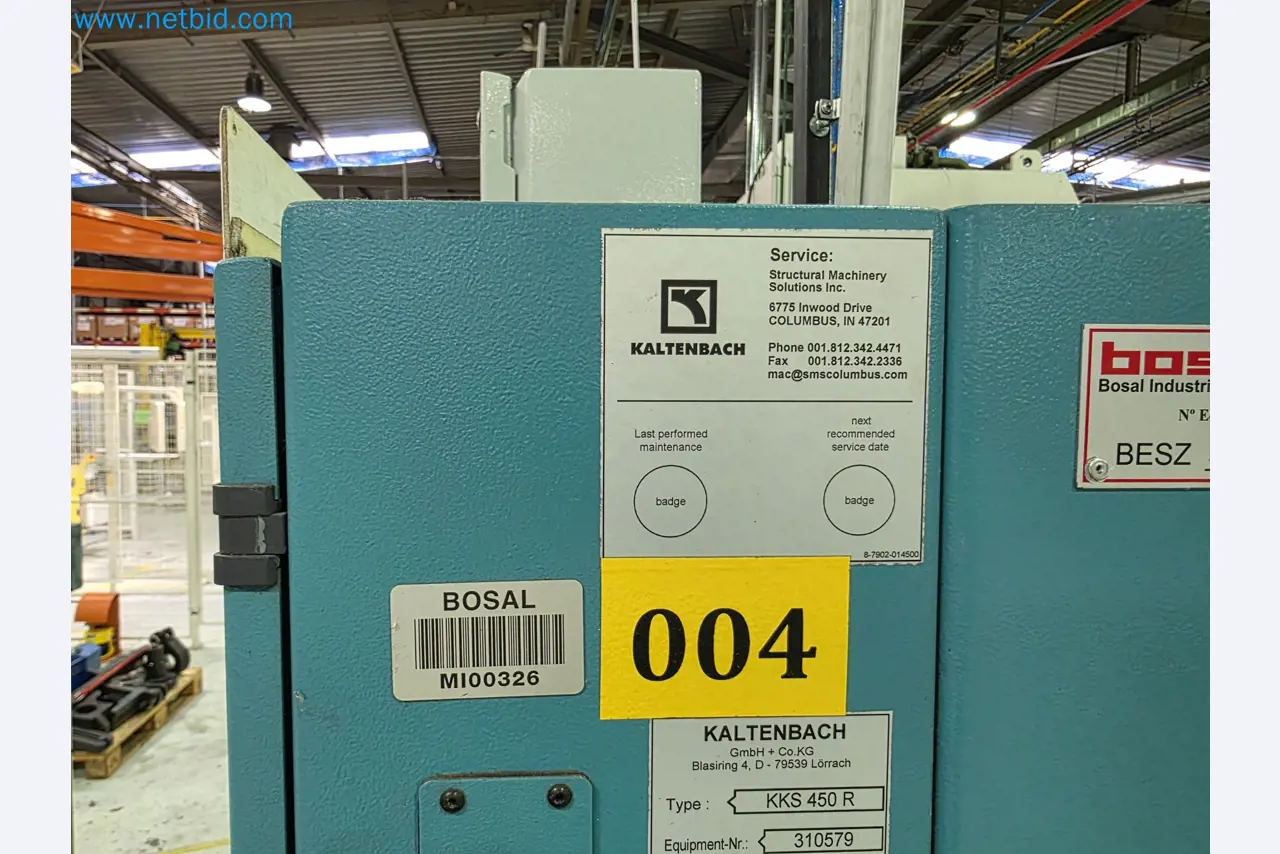 www.netbid.com
Service:
Structural Machinery
Solutions Inc.
6775 Inwood Drive
COLUMBUS, IN 47201
KALTENBACH
Phone 001.812.342.4471
Fax 001.812.342.2336
mac@smscolumbus.com
Last performed
maintenance
next
recommended
service date
badge
badge
8-7902-014500
bos
Bosal Industri
Nº E
BESZ
BOSAL
MI00326
004
KALTENBACH
GmbH + Co.KG
Blasiring 4, D - 79539 Lörrach
Type : KKS 450 R
Equipment-Nr.: 310579